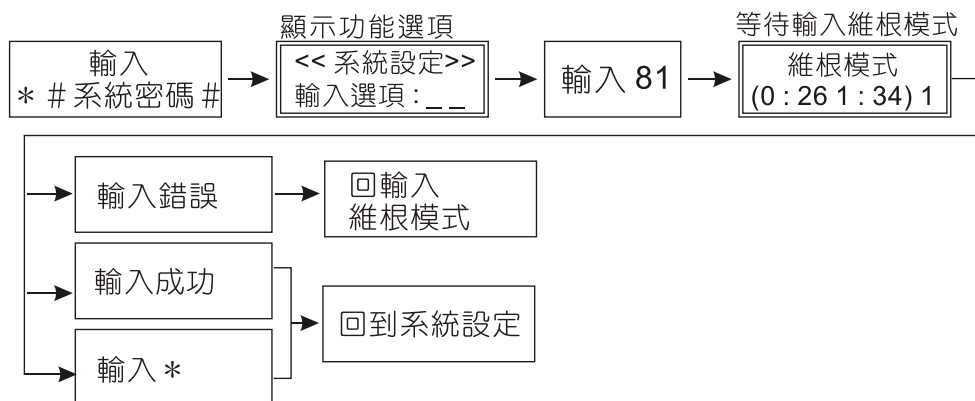 輸入
＊＃系統密碼＃
顯示功能選項
<< 系統設定>>
輸入選項：_ _
輸入 81
等待輸入維根模式
維根模式
(0 : 26 1 : 34) 1
輸入錯誤
回輸入
維根模式
輸入成功
回到系統設定
輸入＊